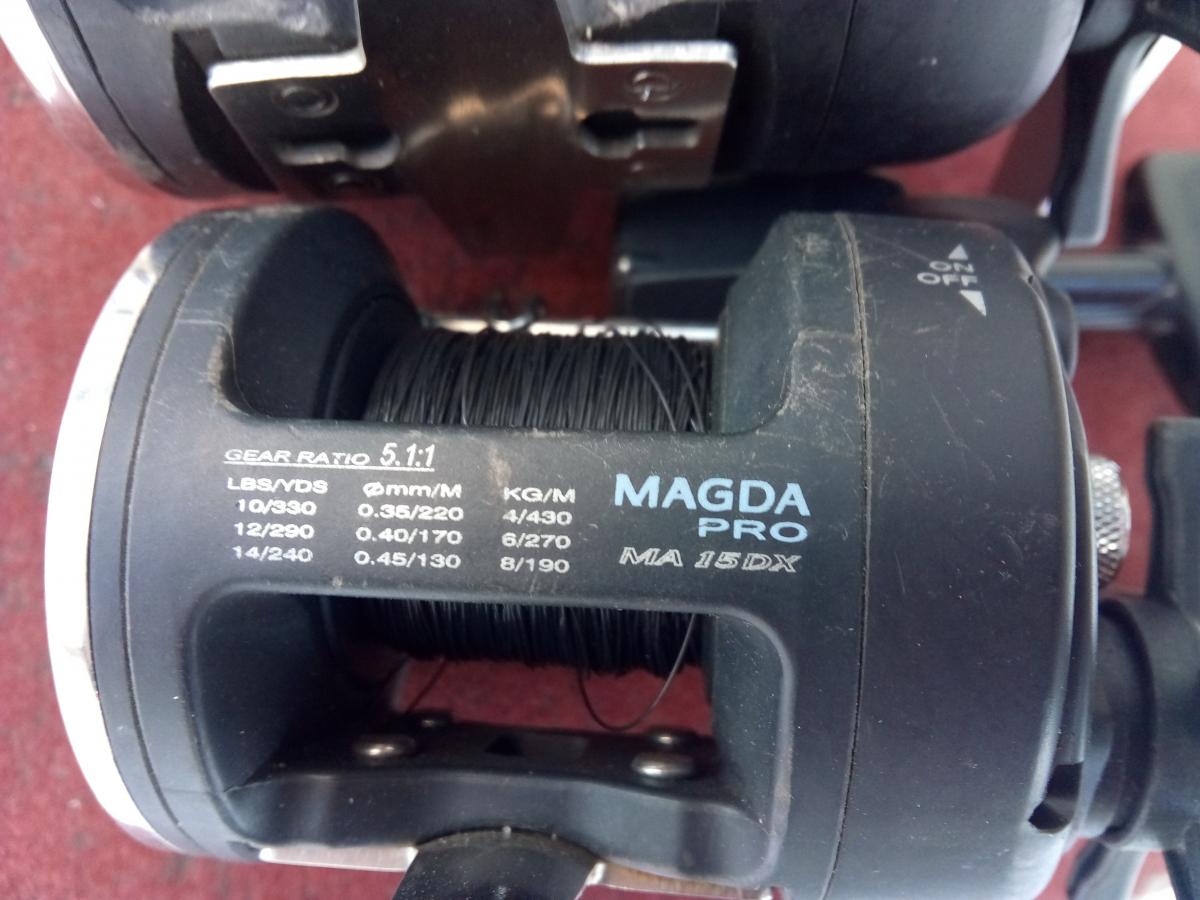 ON
OFF
GEAR RATIO 5.1:1
LBS/YDS Ømm/M KG/M
10/330 0.35/220 4/430
12/290 0.40/170 6/270
14/240 0.45/130 8/190
MAGDA
PRO
MA 15DX